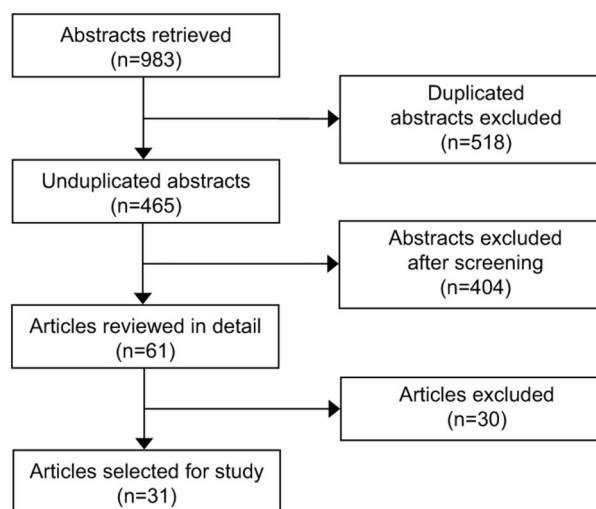 Abstracts retrieved
(n=983)
Duplicated
abstracts excluded
(n=518)
Unduplicated abstracts
(n=465)
Abstracts excluded
after screening
(n=404)
Articles reviewed in detail
(n=61)
Articles excluded
(n=30)
Articles selected for study
(n=31)